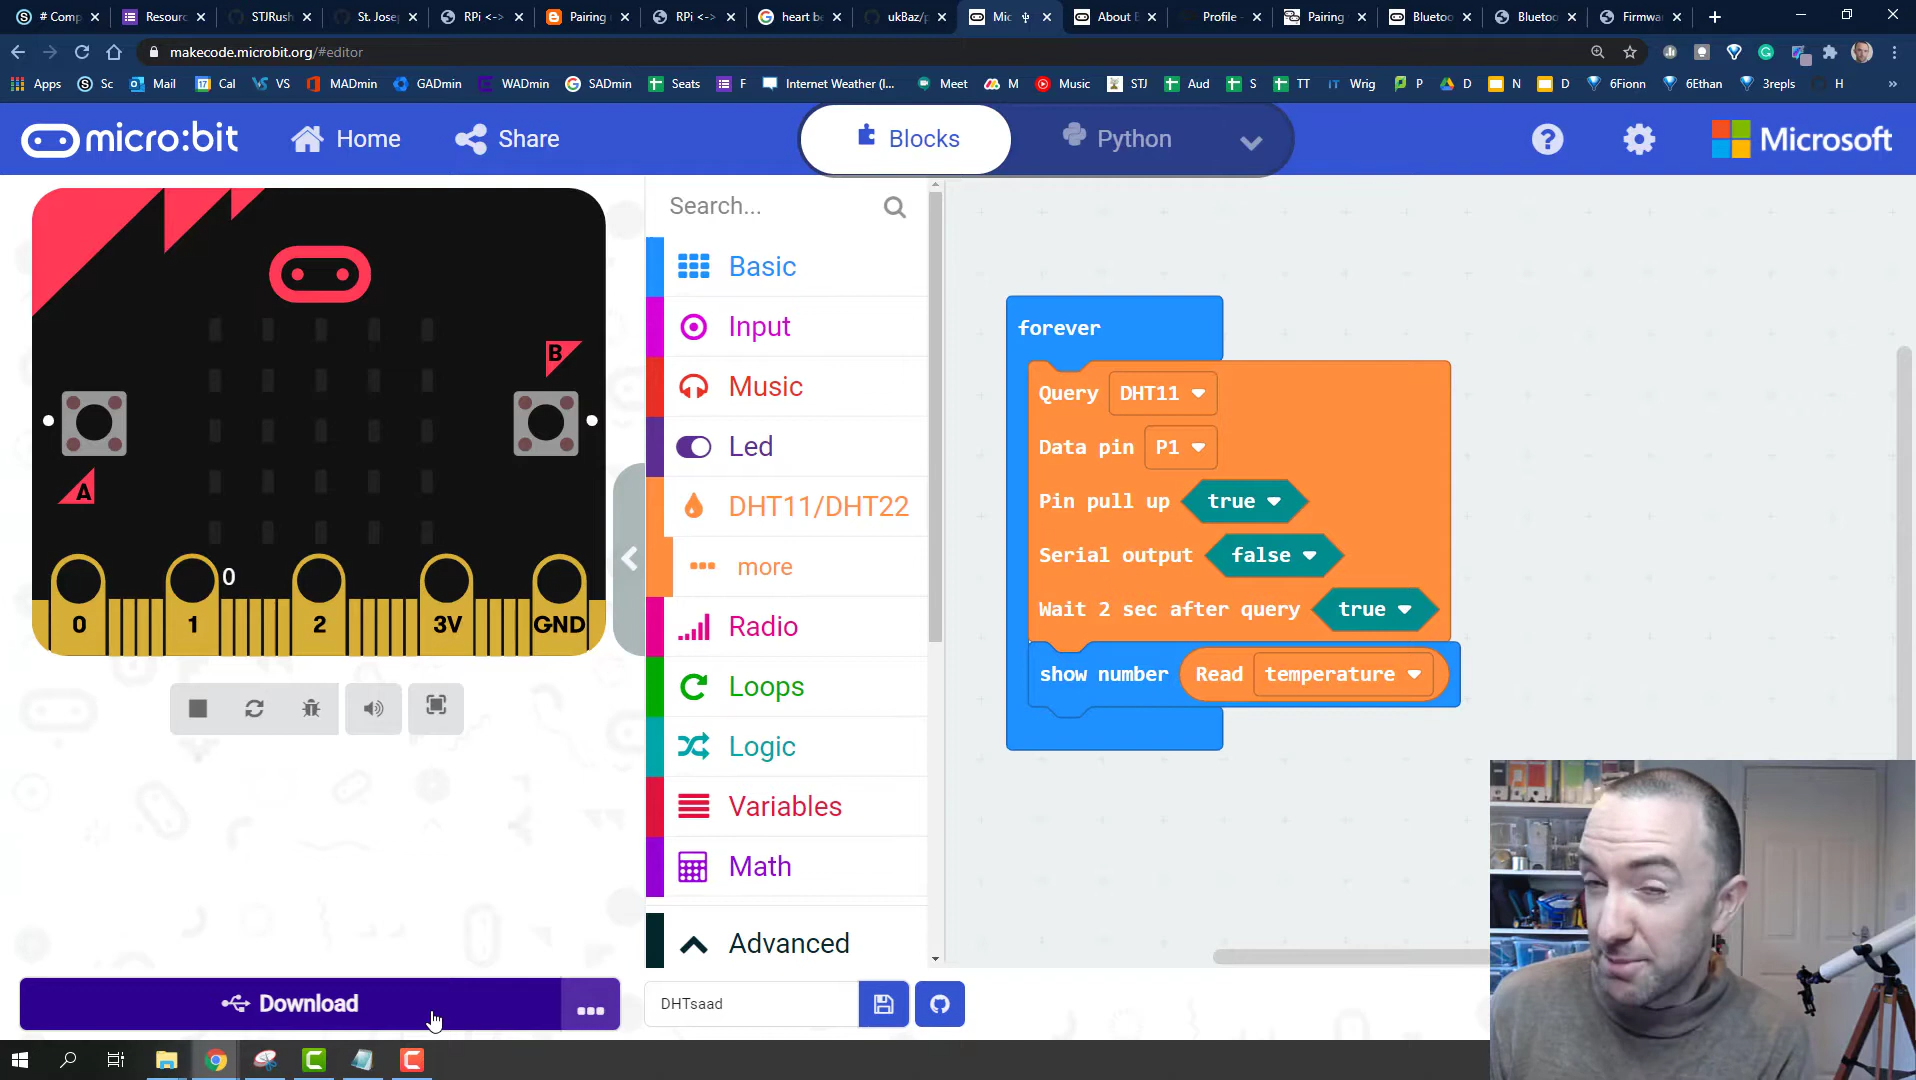 # Comp
Resourc
STJRush
St. Josep
RPi <->
Pairing o
RPi <->
heart be
ukBaz/p
Mic
About B
Profile -
Pairing
Bluetoo
Bluetoo
Firmwa
makecode.microbit.org/#editor
Apps
Sc
Mail
Cal
VS
MAdmin
GAdmin
WAdmin
SAdmin
Seats
F
Internet Weather (I...
Meet
M
Music
STJ
Aud
S
TT
Wrig
P
D
N
D
6Fionn
6Ethan
3repls
H
»
micro:bit
Home
Share
Blocks
Python
Microsoft
Search...
Basic
Input
Music
Led
DHT11/DHT22
more
Radio
Loops
Logic
Variables
Math
Advanced
B
A
0
0
1
2
3V
GND
forever
Query DHT11
Data pin P1
Pin pull up true
Serial output false
Wait 2 sec after query true
show number Read temperature
Download
...
DHTsaad